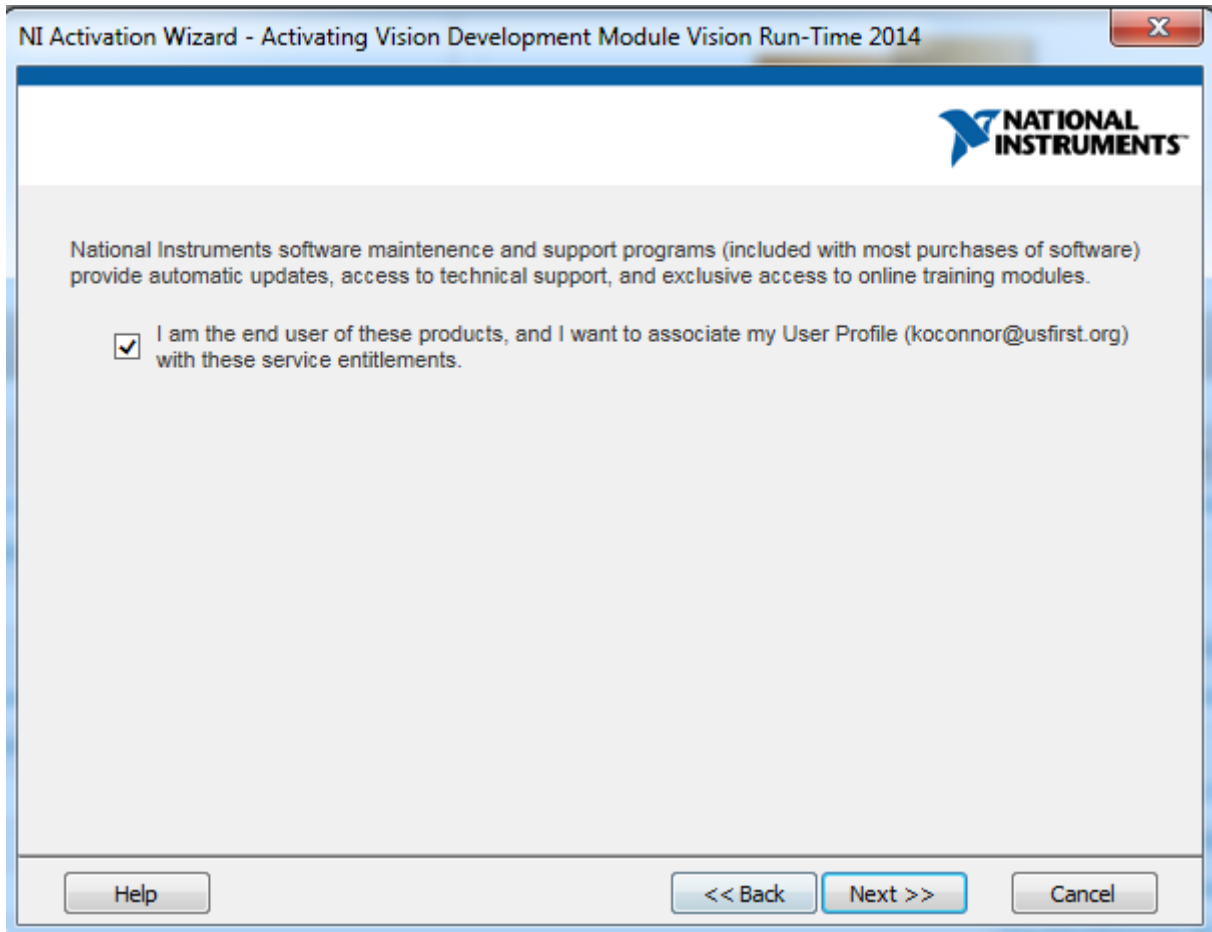 NI Activation Wizard - Activating Vision Development Module Vision Run-Time 2014
NATIONAL
INSTRUMENTS™
National Instruments software maintenence and support programs (included with most purchases of software)
provide automatic updates, access to technical support, and exclusive access to online training modules.
I am the end user of these products, and I want to associate my User Profile (koconnor@usfirst.org)
with these service entitlements.
Help
<< Back
Next >>
Cancel